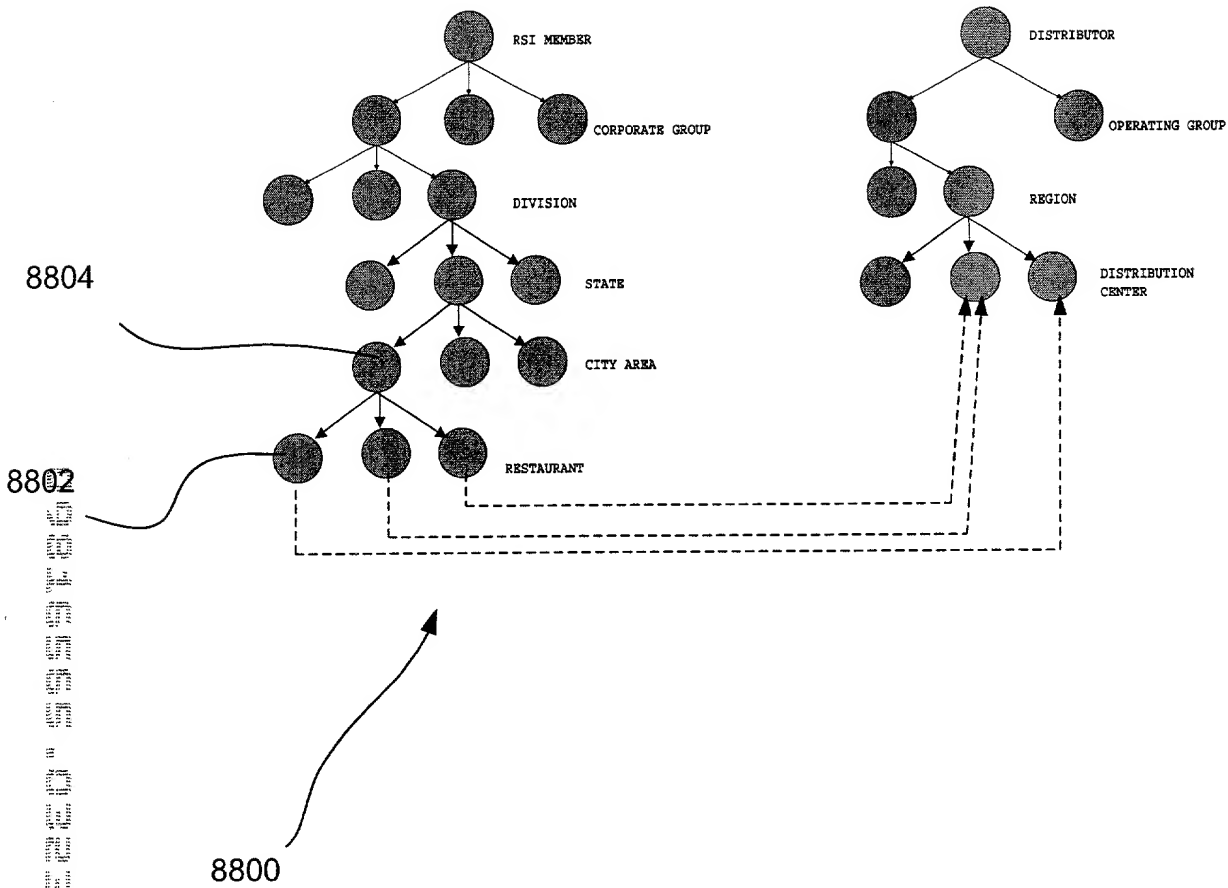 RSI MEMBER
DISTRIBUTOR
CORPORATE GROUP
OPERATING GROUP
DIVISION
REGION
8804
STATE
DISTRIBUTION
CENTER
CITY AREA
8802
RESTAURANT
8800